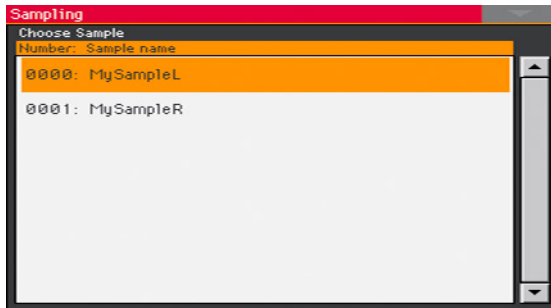 Sampling
Choose Sample
Number: Sample name
0000: MySampleL
0001: MySampleR